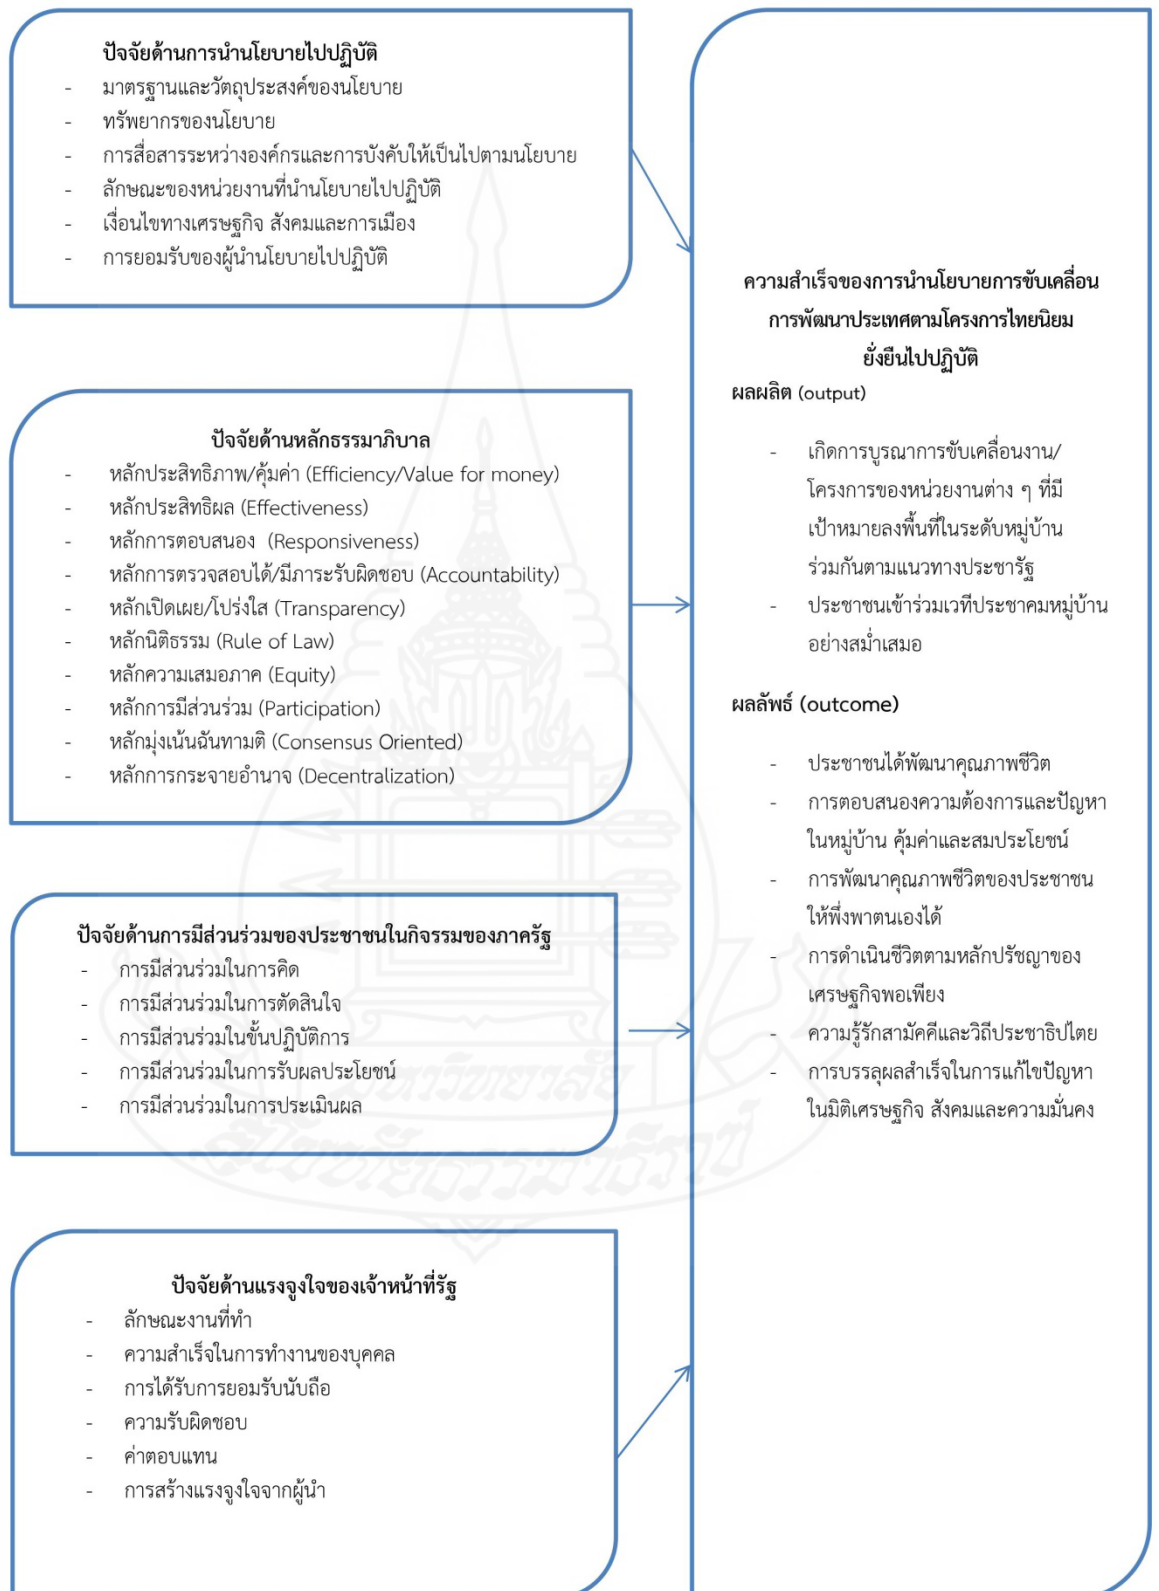 ปัจจัยด้านการนำนโยบายไปปฏิบัติ
- มาตรฐานและวัตถุประสงค์ของนโยบาย
- ทรัพยากรของนโยบาย
- การสื่อสารระหว่างองค์กรและการบังคับให้เป็นไปตามนโยบาย
- ลักษณะของหน่วยงานที่นำนโยบายไปปฏิบัติ
- เงื่อนไขทางเศรษฐกิจ สังคมและการเมือง
- การยอมรับของผู้นำนโยบายไปปฏิบัติ
ปัจจัยด้านหลักธรรมาภิบาล
- หลักประสิทธิภาพ/คุ้มค่า (Efficiency/Value for money)
- หลักประสิทธิผล (Effectiveness)
- หลักการตอบสนอง (Responsiveness)
- หลักการตรวจสอบได้/มีภาระรับผิดชอบ (Accountability)
- หลักเปิดเผย/โปร่งใส (Transparency)
- หลักนิติธรรม (Rule of Law)
- หลักความเสมอภาค (Equity)
- หลักการมีส่วนร่วม (Participation)
- หลักมุ่งเน้นฉันทามติ (Consensus Oriented)
- หลักการกระจายอำนาจ (Decentralization)
ปัจจัยด้านการมีส่วนร่วมของประชาชนในกิจรรมของภาครัฐ
- การมีส่วนร่วมในการคิด
- การมีส่วนร่วมในการตัดสินใจ
- การมีส่วนร่วมในขั้นปฏิบัติการ
- การมีส่วนร่วมในการรับผลประโยชน์
- การมีส่วนร่วมในการประเมินผล
ปัจจัยด้านแรงจูงใจของเจ้าหน้าที่รัฐ
- ลักษณะงานที่ทำ
- ความสำเร็จในการทำงานของบุคคล
- การได้รับการยอมรับนับถือ
- ความรับผิดชอบ
- ค่าตอบแทน
- การสร้างแรงจูงใจจากผู้นำ
ความสำเร็จของการนำนโยบายการขับเคลื่อน
การพัฒนาประเทศตามโครงการไทยนิยม
ยั่งยืนไปปฏิบัติ
ผลผลิต (output)
- เกิดการบูรณาการขับเคลื่อนงาน/
โครงการของหน่วยงานต่าง ๆ ที่มี
เป้าหมายลงพื้นที่ในระดับหมู่บ้าน
ร่วมกันตามแนวทางประชารัฐ
- ประชาชนเข้าร่วมเวทีประชาคมหมู่บ้าน
อย่างสม่ำเสมอ
ผลลัพธ์ (outcome)
- ประชาชนได้พัฒนาคุณภาพชีวิต
- การตอบสนองความต้องการและปัญหา
ในหมู่บ้าน คุ้มค่าและสมประโยชน์
- การพัฒนาคุณภาพชีวิตของประชาชน
ให้พึ่งพาตนเองได้
- การดำเนินชีวิตตามหลักปรัชญาของ
เศรษฐกิจพอเพียง
- ความรู้รักสามัคคีและวิถีประชาธิปไตย
- การบรรลุผลสำเร็จในการแก้ไขปัญหา
ในมิติเศรษฐกิจ สังคมและความมั่นคง
มหาวิทยาลัย
สุโขทัยธรรมาธิราช